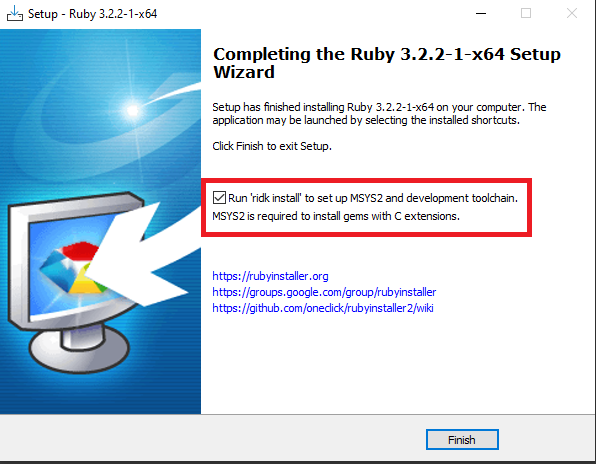 Setup - Ruby 3.2.2-1-x64
Completing the Ruby 3.2.2-1-x64 Setup
Wizard
Setup has finished installing Ruby 3.2.2-1-x64 on your computer. The
application may be launched by selecting the installed shortcuts.
Click Finish to exit Setup.
Run 'ridk install' to set up MSYS2 and development toolchain.
MSYS2 is required to install gems with C extensions.
https://rubyinstaller.org
https://groups.google.com/group/rubyinstaller
https://github.com/oneclick/rubyinstaller2/wiki
Finish